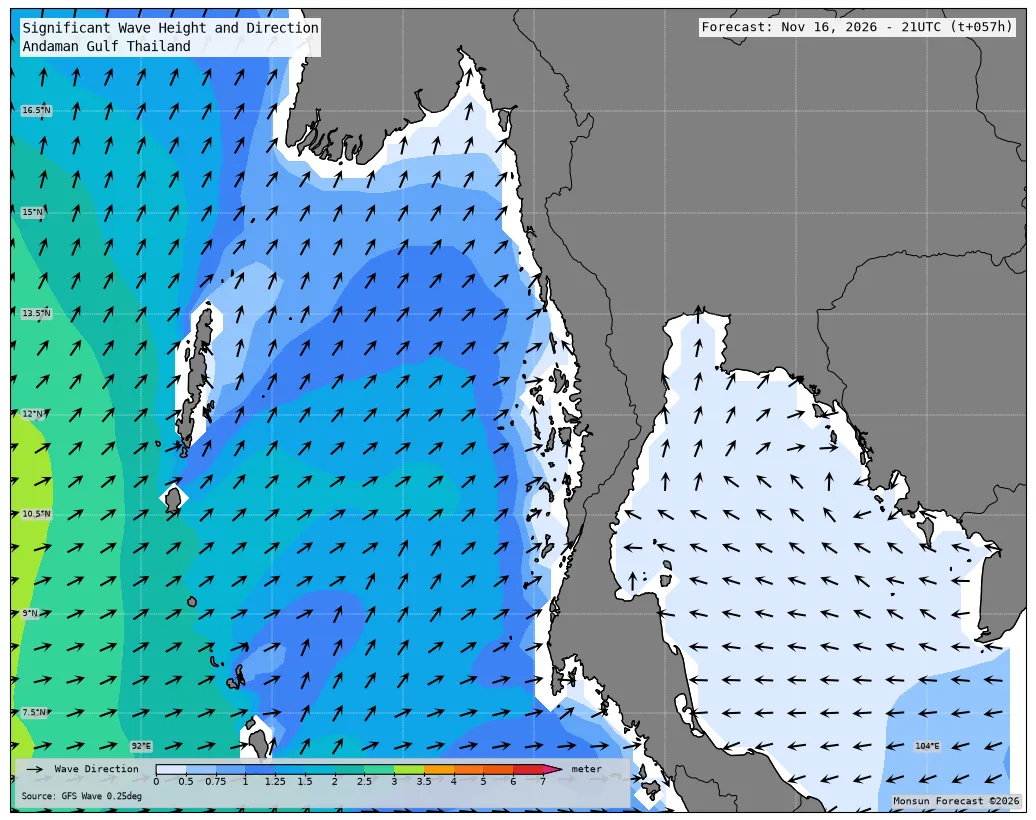 Significant Wave Height and Direction
Andaman Gulf Thailand
Forecast: Nov 16, 2026 - 21UTC (t+057h)
16.5°N
15°N
13.5°N
12°N
10.5°N
9°N
7.5°N
92°E
104°E
Wave Direction
0 0.5 0.75 1 1.25 1.5 2 2.5 3 3.5 4 5 6 7
meter
Source: GFS Wave 0.25deg
Monsun Forecast ©2026